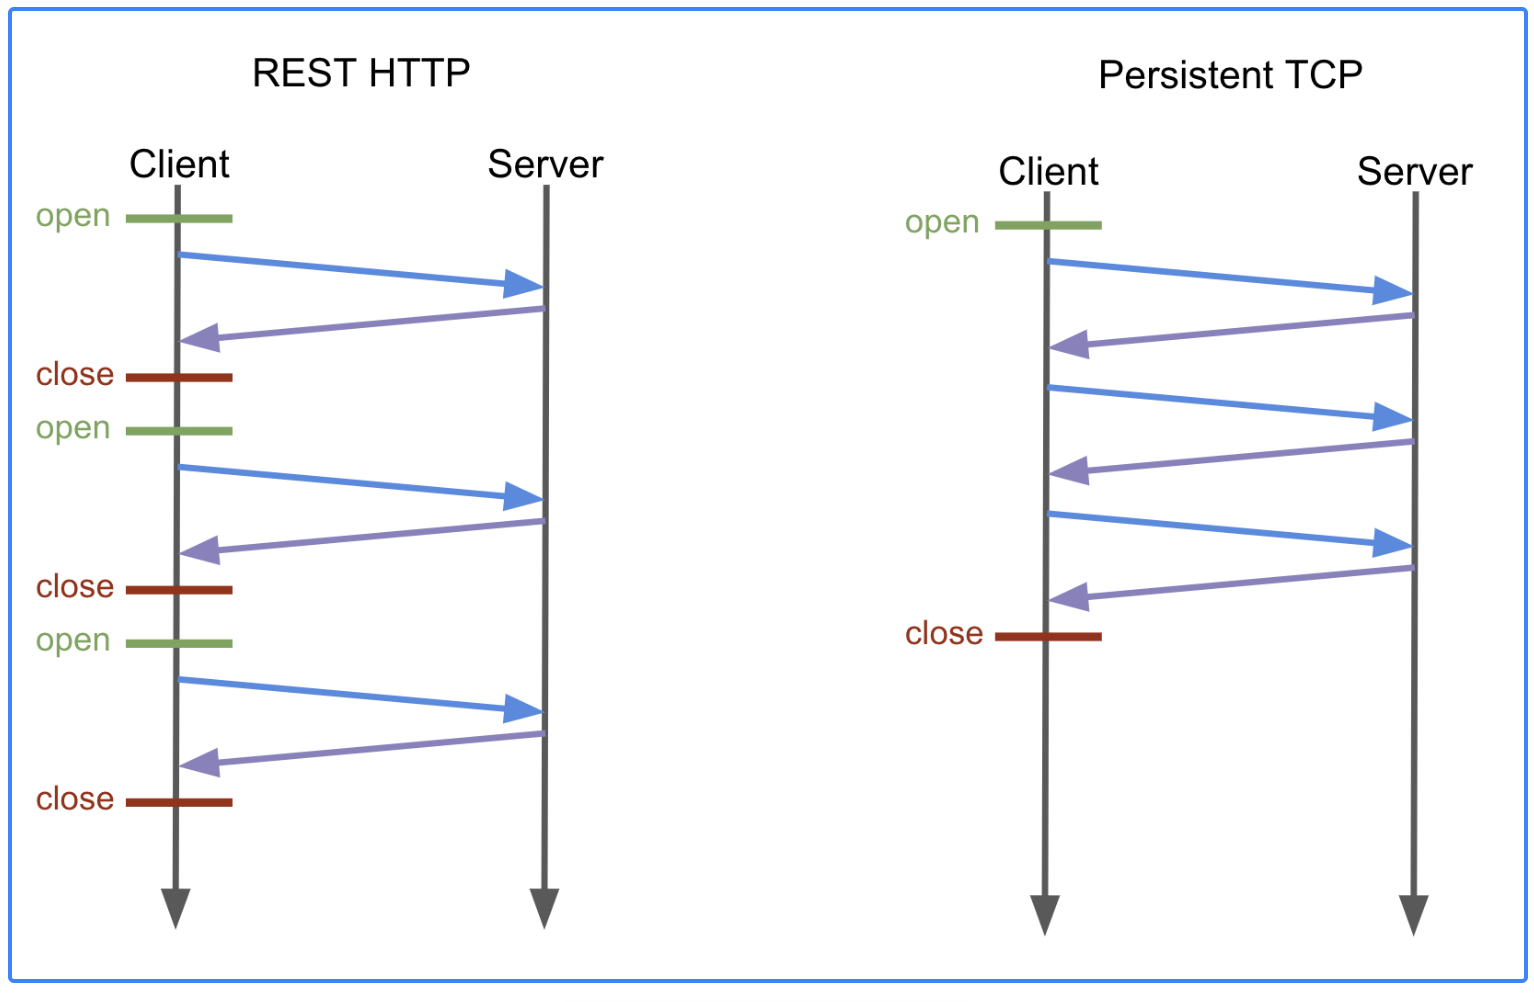 REST HTTP
Client
Server
open
close
open
close
open
close
Persistent TCP
Client
Server
open
close